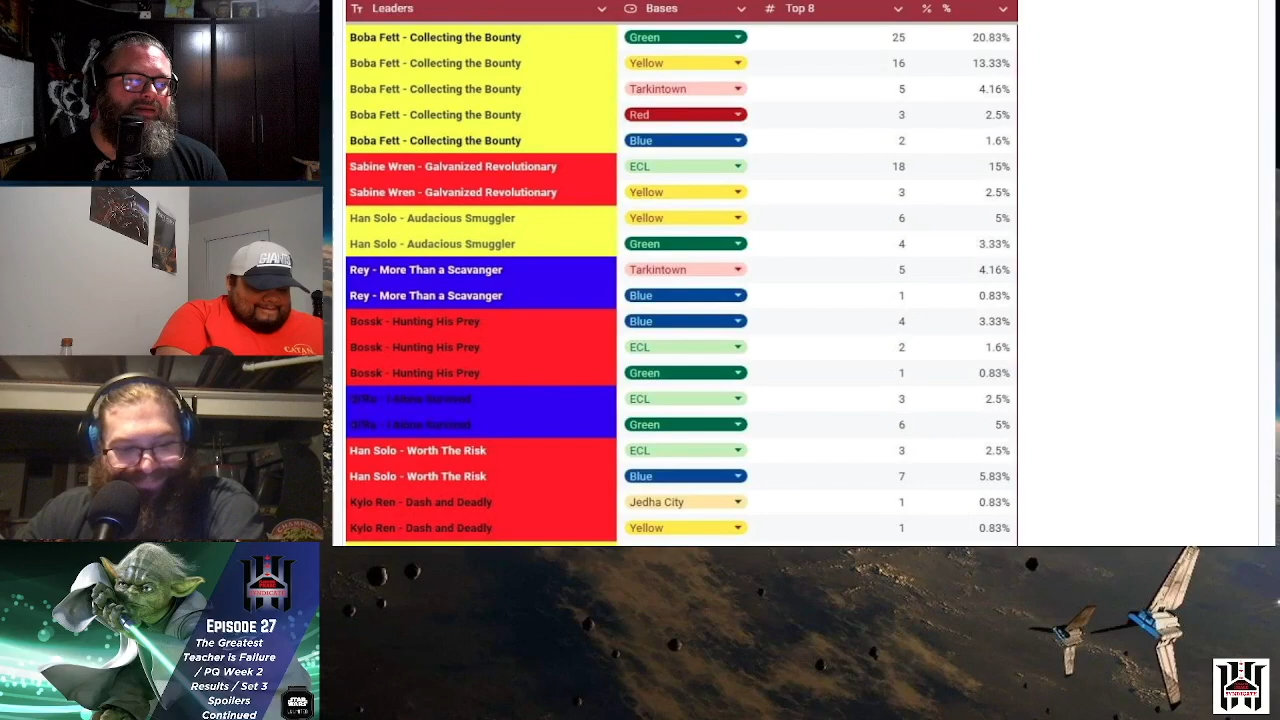 Leaders Bases # Top 8 % %
Boba Fett - Collecting the Bounty Green 25 20.83%
Boba Fett - Collecting the Bounty Yellow 16 13.33%
Boba Fett - Collecting the Bounty Tarkintown 5 4.16%
Boba Fett - Collecting the Bounty Red 3 2.5%
Boba Fett - Collecting the Bounty Blue 2 1.6%
Sabine Wren - Galvanized Revolutionary ECL 18 15%
Sabine Wren - Galvanized Revolutionary Yellow 3 2.5%
Han Solo - Audacious Smuggler Yellow 6 5%
Han Solo - Audacious Smuggler Green 4 3.33%
Rey - More Than a Scavanger Tarkintown 5 4.16%
Rey - More Than a Scavanger Blue 1 0.83%
Bossk - Hunting His Prey Blue 4 3.33%
Bossk - Hunting His Prey ECL 2 1.6%
Bossk - Hunting His Prey Green 1 0.83%
ECL 3 2.5%
Green 6 5%
Han Solo - Worth The Risk ECL 3 2.5%
Han Solo - Worth The Risk Blue 7 5.83%
Kylo Ren - Dash and Deadly Jedha City 1 0.83%
Kylo Ren - Dash and Deadly Yellow 1 0.83%
GIANTS
CATAN
SYNDICATE
EPISODE 27
The Greatest
Teacher is Failure
/ PQ Week 2
Results / Set 3
Spoilers
Continued
STAR WARS
SYNDICATE